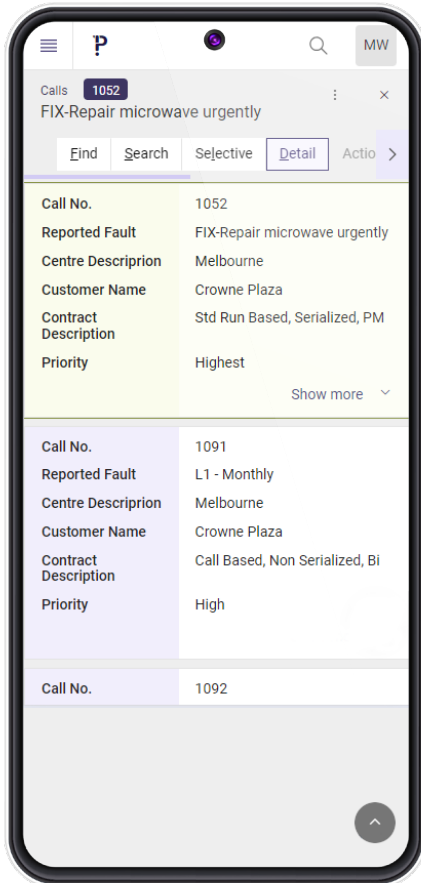 MW
Calls 1052
FIX-Repair microwave urgently
Find Search Selective Detail Actio
Call No. 1052
Reported Fault FIX-Repair microwave urgently
Centre Descriprion Melbourne
Customer Name Crowne Plaza
Contract Description Std Run Based, Serialized, PM
Priority Highest
Show more
Call No. 1091
Reported Fault L1 - Monthly
Centre Descriprion Melbourne
Customer Name Crowne Plaza
Contract Description Call Based, Non Serialized, Bi
Priority High
Call No. 1092